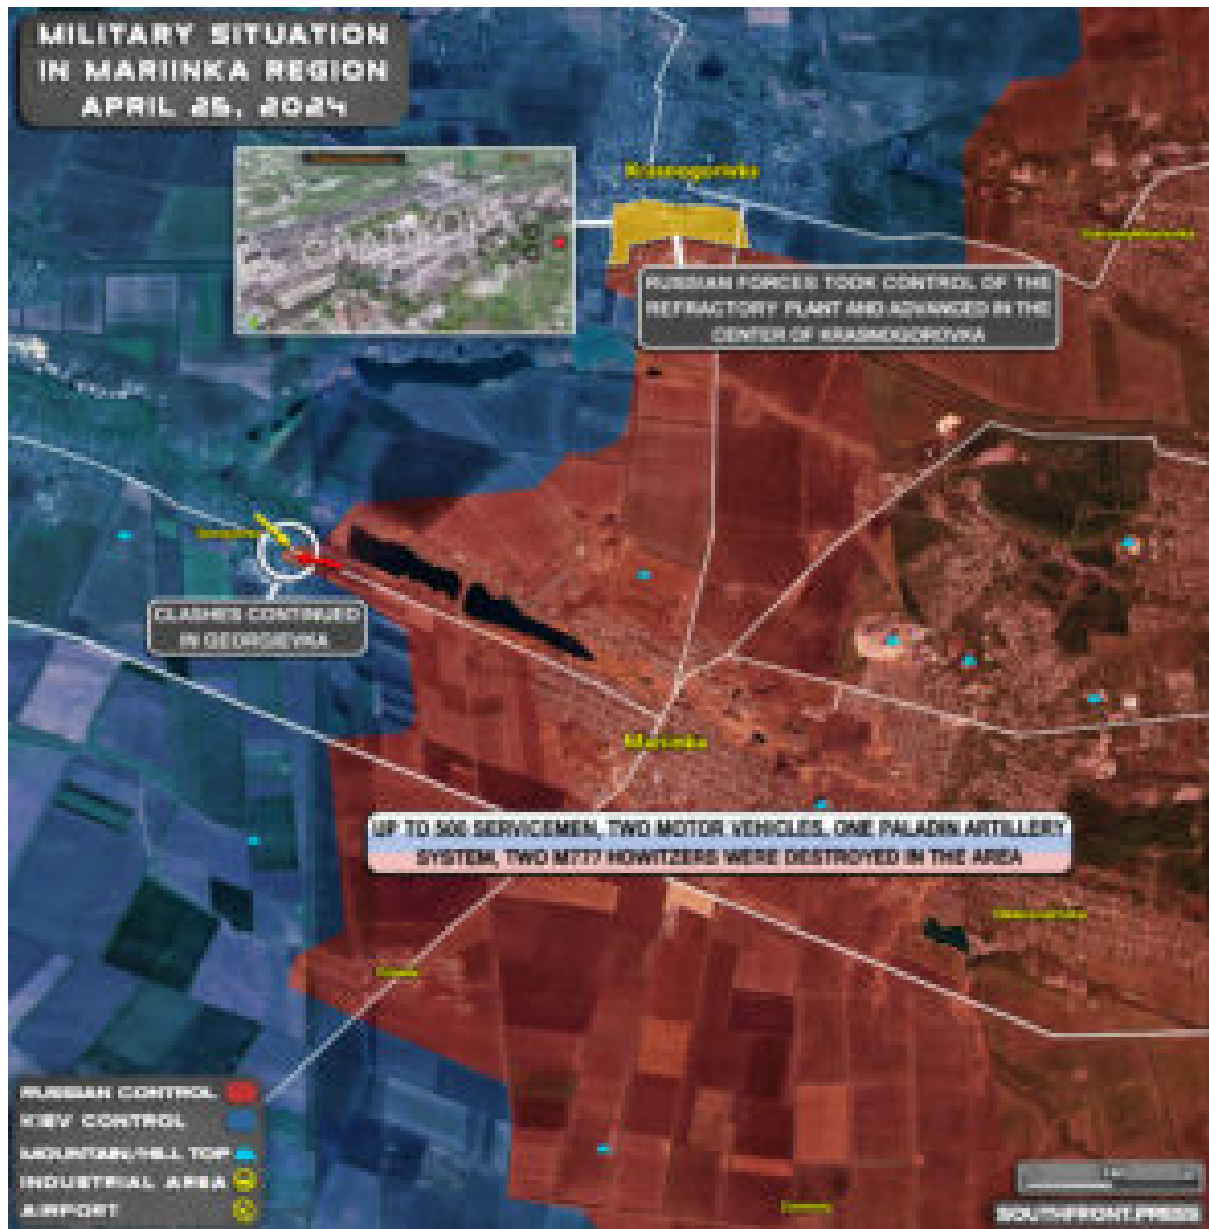 MILITARY SITUATION
IN MARIINKA REGION
APRIL 25, 2024
Krasnogorivka
RUSSIAN FORCES TOOK CONTROL OF THE
REFRACTORY PLANT AND ADVANCED IN THE
CENTER OF KRASNOGOROVKA
CLASHES CONTINUED
IN GEORGIEVKA
Mariinka
UP TO 500 SERVICEMEN, TWO MOTOR VEHICLES, ONE PALADIN ARTILLERY
SYSTEM, TWO M777 HOWITZERS WERE DESTROYED IN THE AREA
RUSSIAN CONTROL
KIEV CONTROL
MOUNTAIN/HILL TOP
INDUSTRIAL AREA
AIRPORT
SOUTHFRONT.PRESS